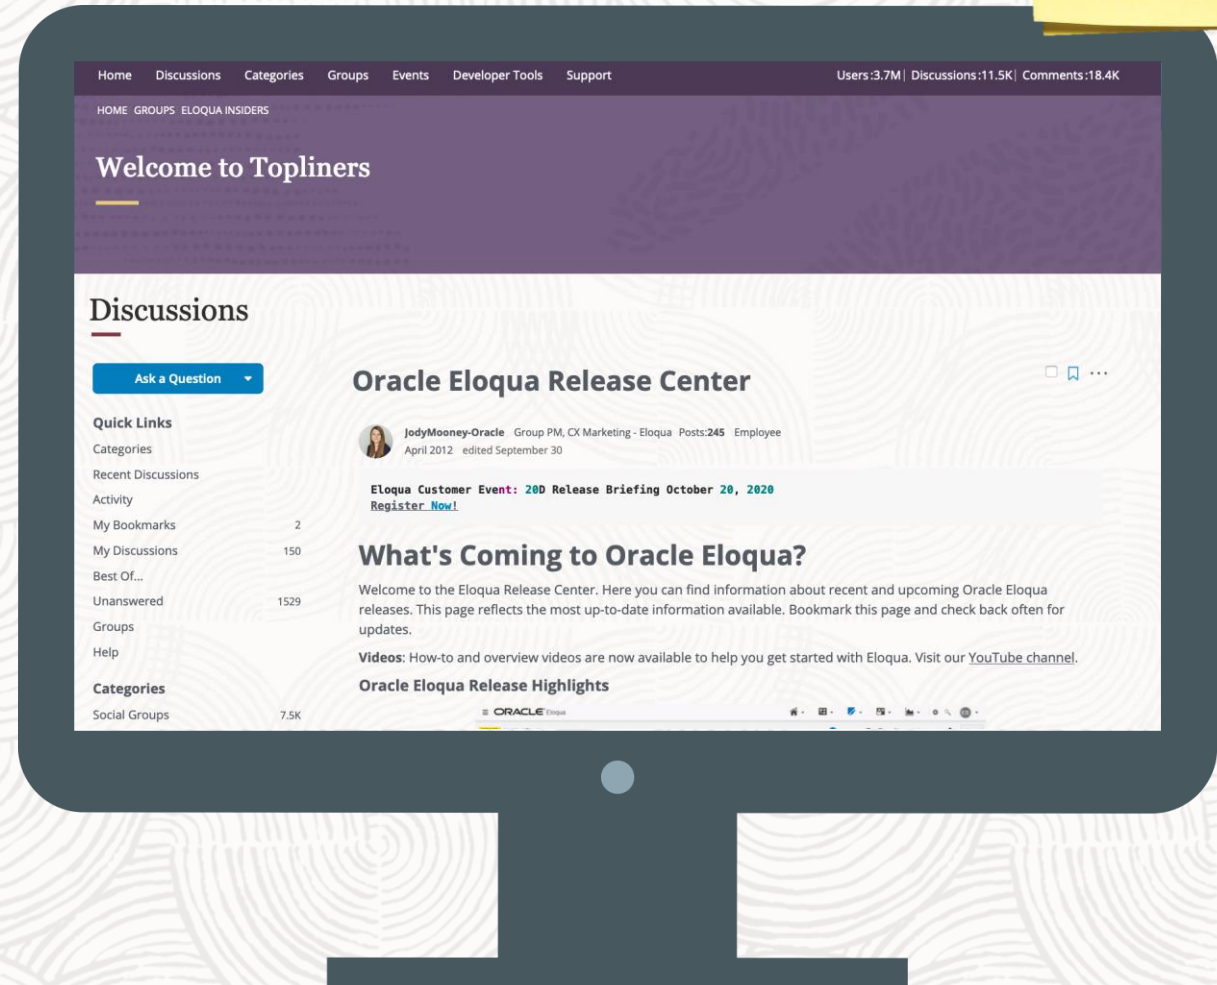 Home Discussions Categories Groups Events Developer Tools Support Users:3.7M| Discussions:11.5K| Comments:18.4K
HOME GROUPS ELOQUA INSIDERS
Welcome to Topliners
Discussions
Ask a Question
Quick Links
Categories
Recent Discussions
Activity
My Bookmarks 2
My Discussions 150
Best Of...
Unanswered 1529
Groups
Help
Categories
Social Groups 7.5K
Oracle Eloqua Release Center
JodyMooney-Oracle Group PM, CX Marketing - Eloqua Posts:245 Employee
April 2012 edited September 30
Eloqua Customer Event: 20D Release Briefing October 20, 2020
Register Now!
What's Coming to Oracle Eloqua?
Welcome to the Eloqua Release Center. Here you can find information about recent and upcoming Oracle Eloqua
releases. This page reflects the most up-to-date information available. Bookmark this page and check back often for
updates.
Videos: How-to and overview videos are now available to help you get started with Eloqua. Visit our YouTube channel.
Oracle Eloqua Release Highlights
ORACLE Eloqua